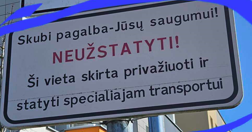 Skubi pagalba-Jūsų saugumui!
NEUŽSTATYTI!
Ši vieta skirta privažiuoti ir
statyti specialiajam transportui